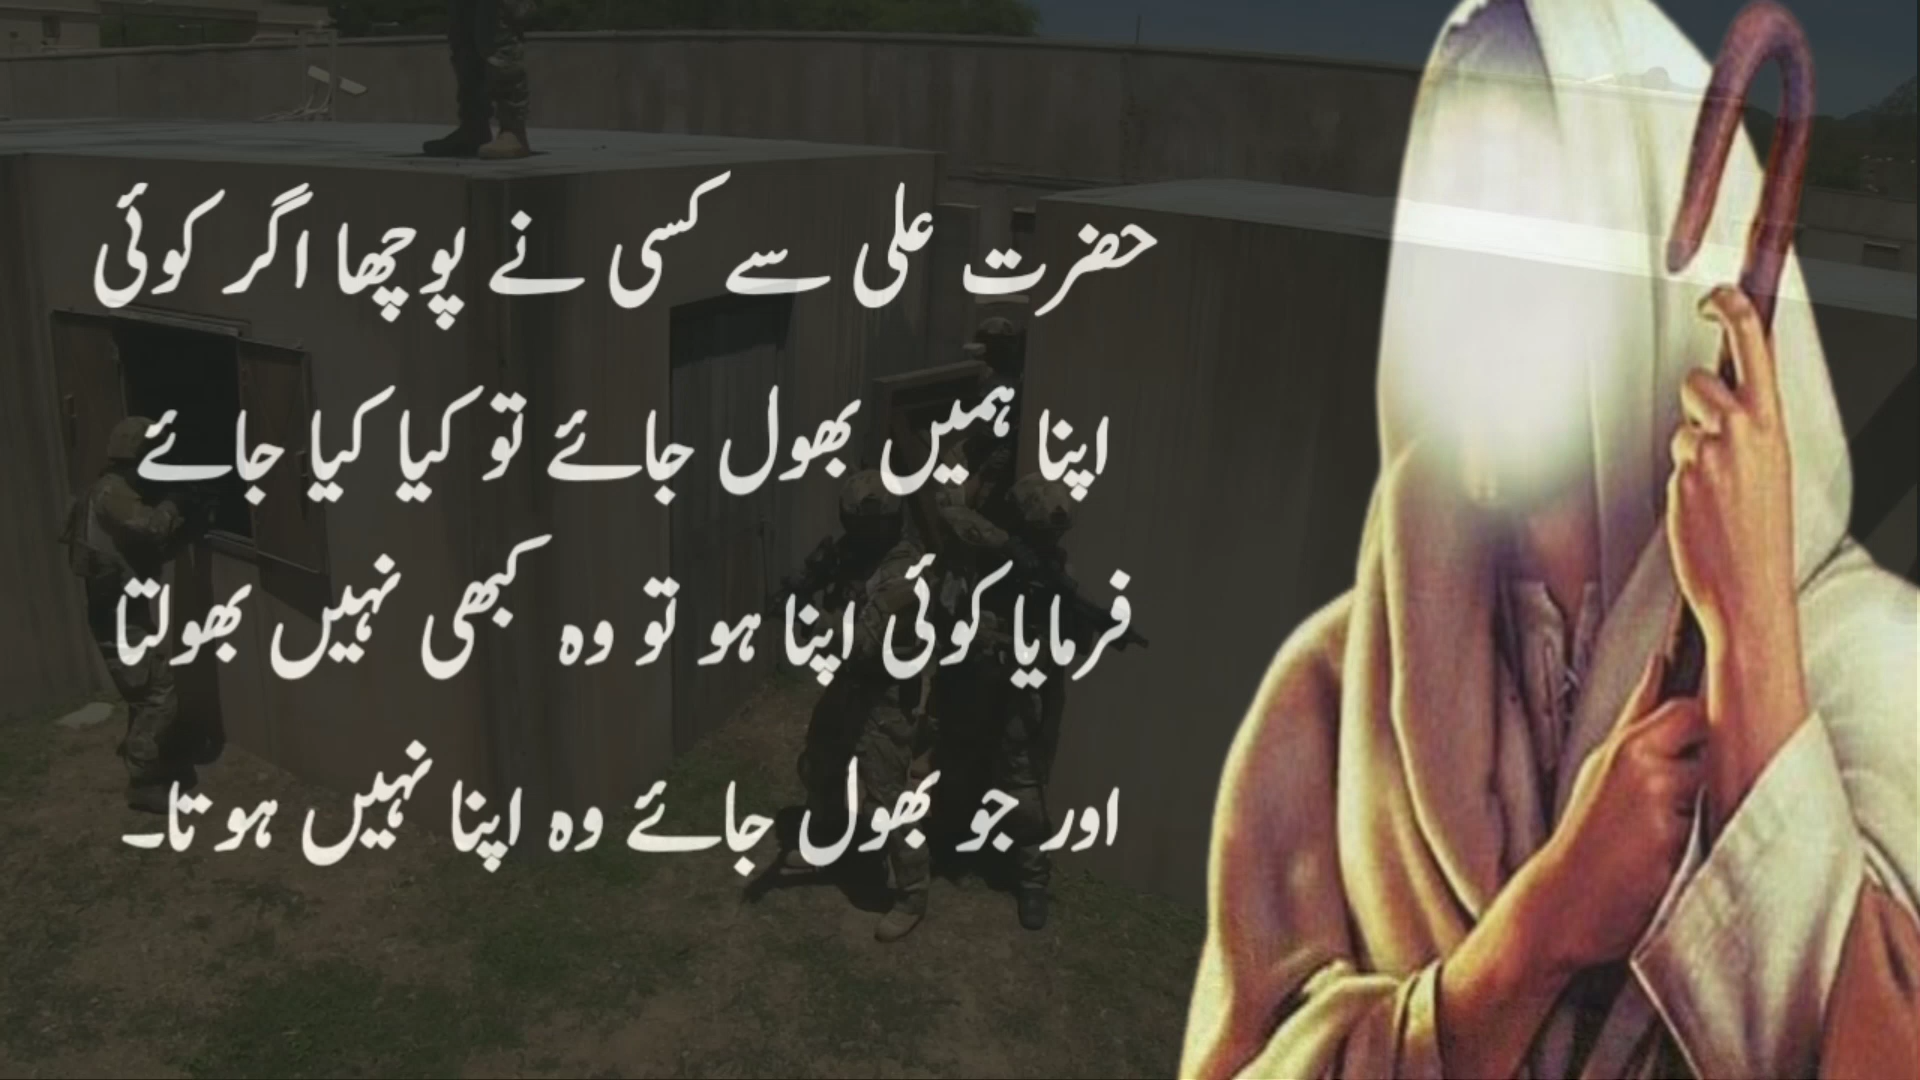 حضرت علی سے کسی نے پوچھا اگر کوئی
اپنا ہمیں بھول جائے تو کیا کیا جائے
فرمایا کوئی اپنا ہو تو وہ کبھی نہیں بھولتا
اور جو بھول جائے وہ اپنا نہیں ہوتا۔